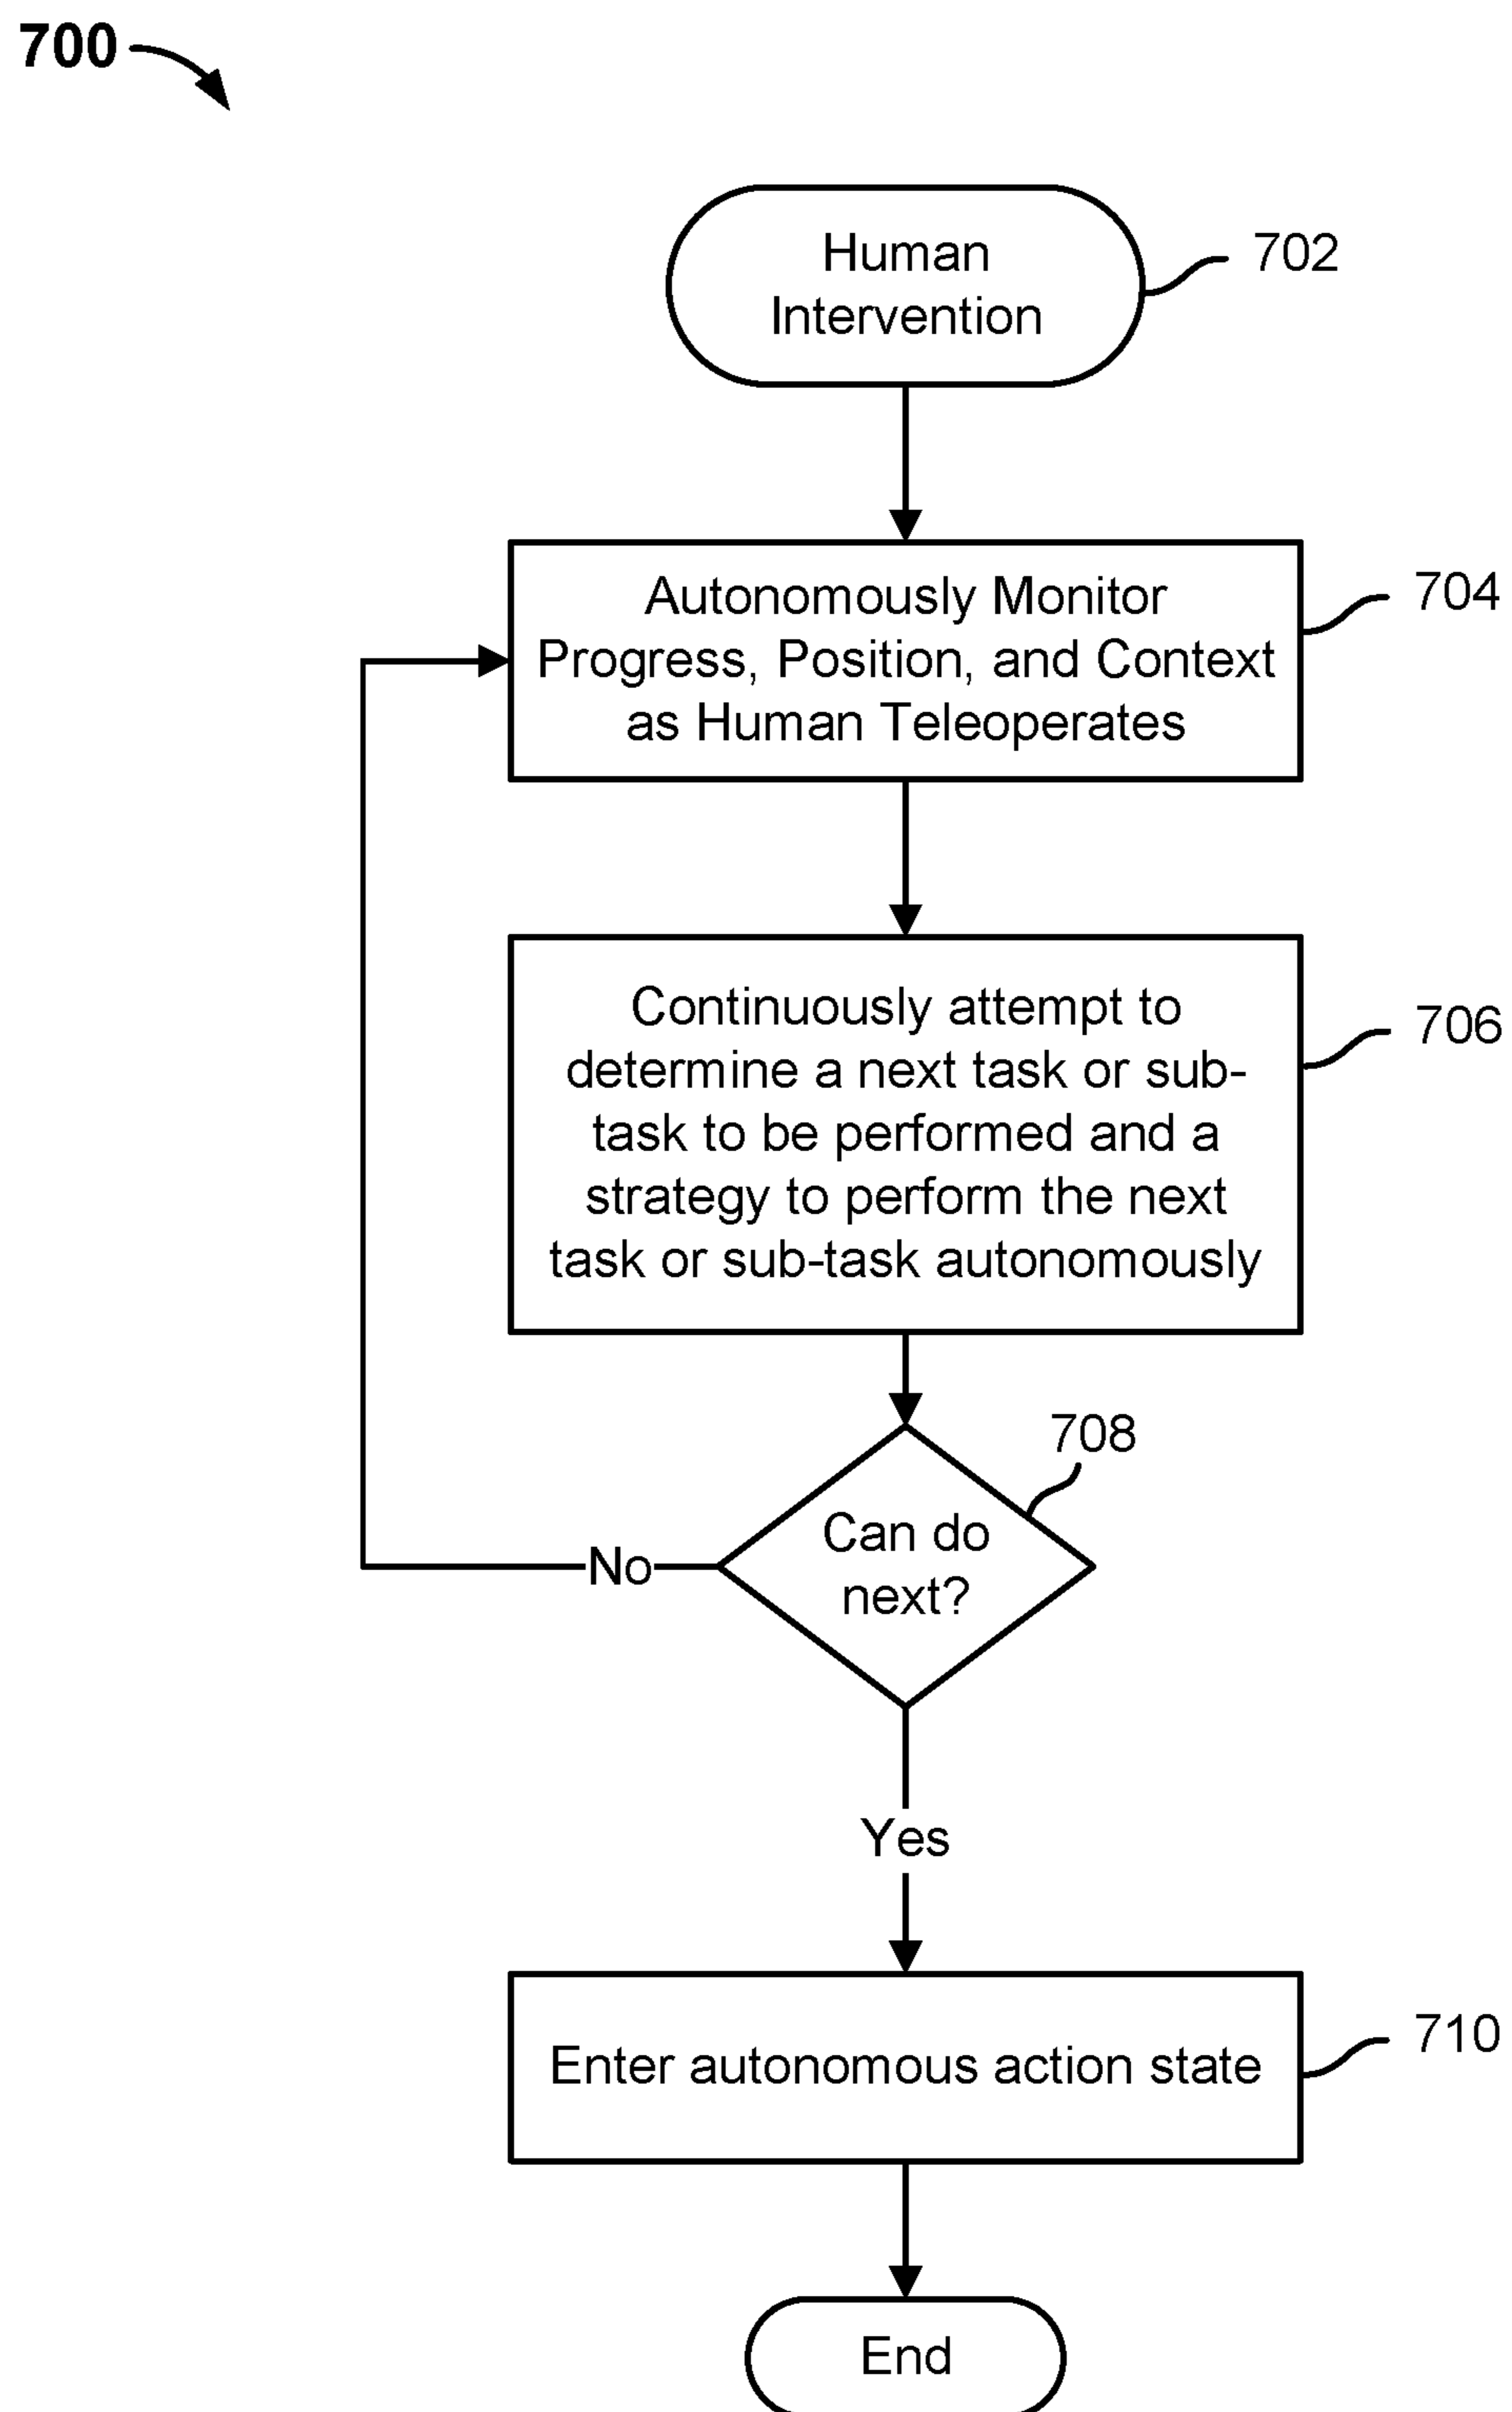 700
Human
Intervention
702
Autonomously Monitor
Progress, Position, and Context
as Human Teleoperates
704
Continuously attempt to
determine a next task or sub-
task to be performed and a
strategy to perform the next
task or sub-task autonomously
706
708
Can do
next?
No
Yes
Enter autonomous action state
710
End